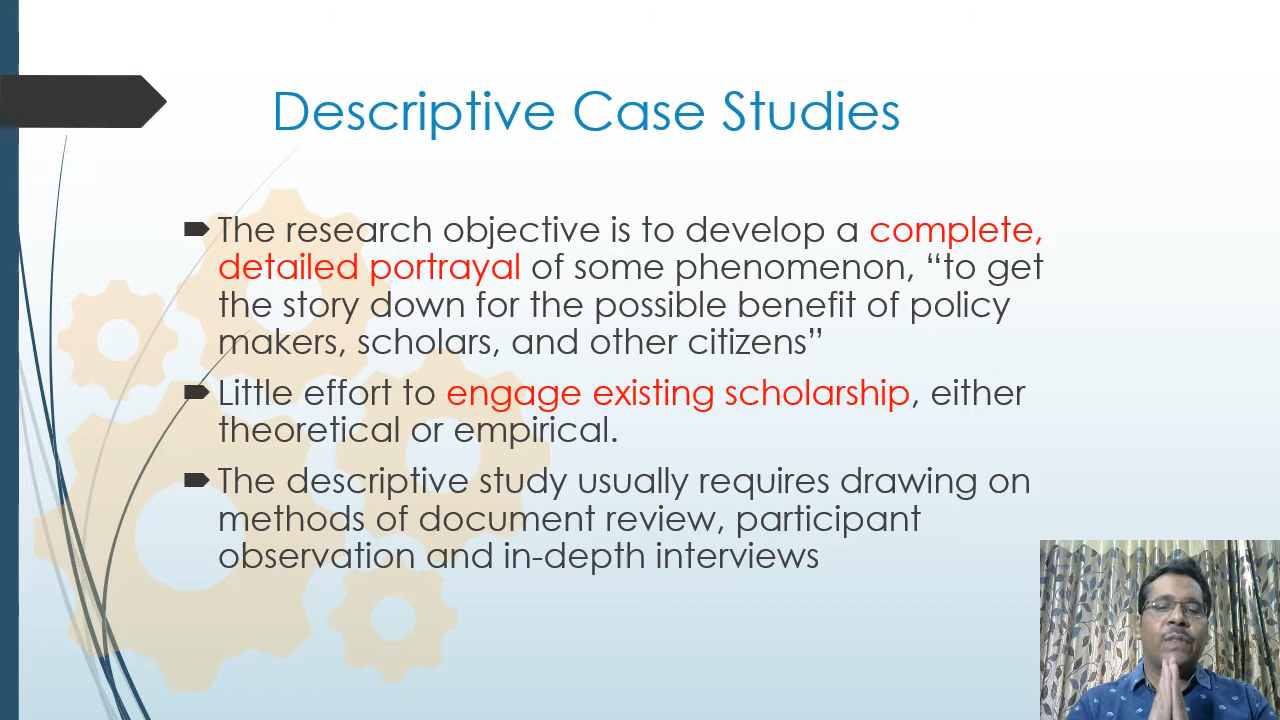 Descriptive Case Studies
The research objective is to develop a complete,
detailed portrayal of some phenomenon, “to get
the story down for the possible benefit of policy
makers, scholars, and other citizens”
Little effort to engage existing scholarship, either
theoretical or empirical.
The descriptive study usually requires drawing on
methods of document review, participant
observation and in-depth interviews